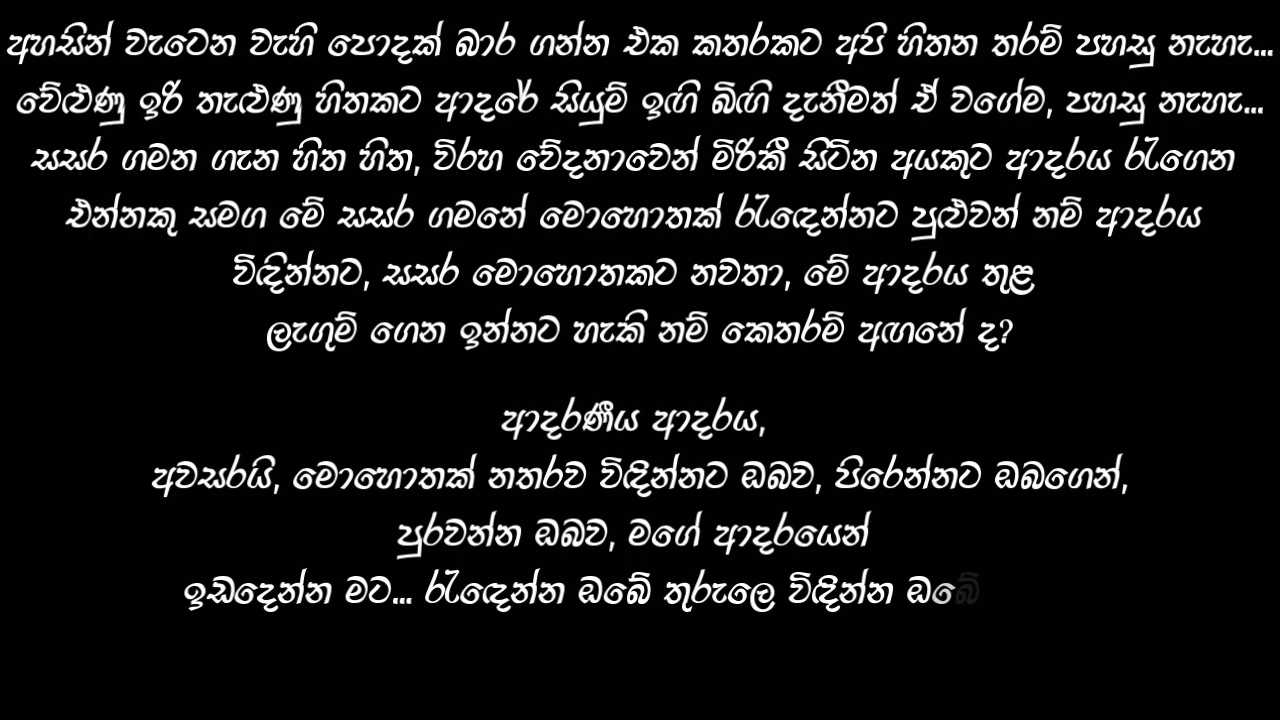 අහසින් වැටෙන වැහි පොදක් බාර ගන්න එක කතරකට අපි හිතන තරම් පහසු නැහැ...
වේළුණු ඉරි තැළුණු හිතකට ආදරේ සියුම් ඉඟි බිඟි දැනීමත් ඒ වගේම, පහසු නැහැ...
සසර ගමන ගැන හිත හිත, විරහ වේදනාවෙන් මිරිකී සිටින අයකුට ආදරය රැගෙන
එන්නකු සමග මේ සසර ගමනේ මොහොතක් රැඳෙන්නට පුළුවන් නම් ආදරය
විඳින්නට, සසර මොහොතකට නවතා, මේ ආදරය තුළ
ලැගුම් ගෙන ඉන්නට හැකි නම් කෙතරම් අඟනේ ද?
ආදරණීය ආදරය,
අවසරයි, මොහොතක් නතරව විඳින්නට ඔබව, පිරෙන්නට ඔබගෙන්,
පුරවන්න ඔබව, මගේ ආදරයෙන්
ඉඩදෙන්න මට... රැඳෙන්න ඔබේ තුරුලෙ විඳින්න ඔබේ